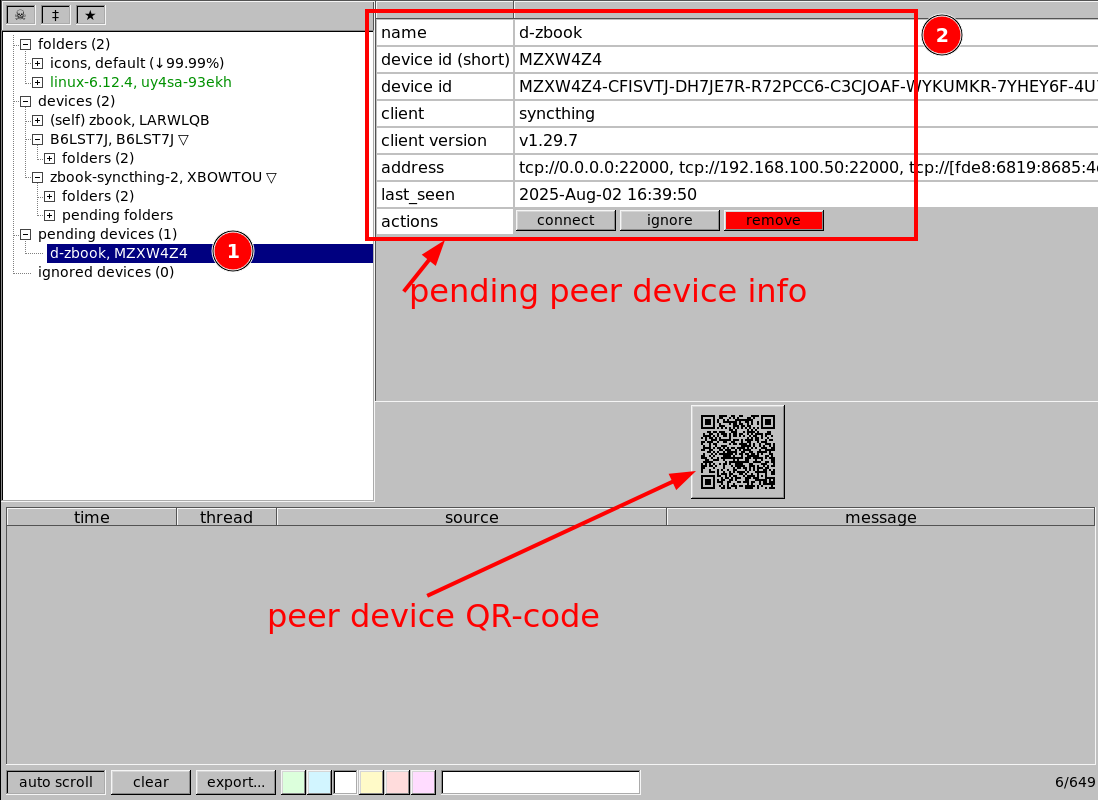 ☠ ‡ ★
folders (2)
icons, default (↓99.99%)
linux-6.12.4, uy4sa-93ekh
devices (2)
(self) zbook, LARWLQB
B6LST7J, B6LST7J ▽
folders (2)
zbook-syncthing-2, XBOWTOU ▽
folders (2)
pending folders
pending devices (1)
d-zbook, MZXW4Z4
1
ignored devices (0)
name d-zbook
2
device id (short) MZXW4Z4
device id MZXW4Z4-CFISVTJ-DH7JE7R-R72PCC6-C3CJOAF-WYKUMKR-7YHEY6F-4U
client syncthing
client version v1.29.7
address tcp://0.0.0.0:22000, tcp://192.168.100.50:22000, tcp://[fde8:6819:8685:4
last_seen 2025-Aug-02 16:39:50
actions connect ignore remove
pending peer device info
peer device QR-code
time thread source message
auto scroll clear export... 6/649